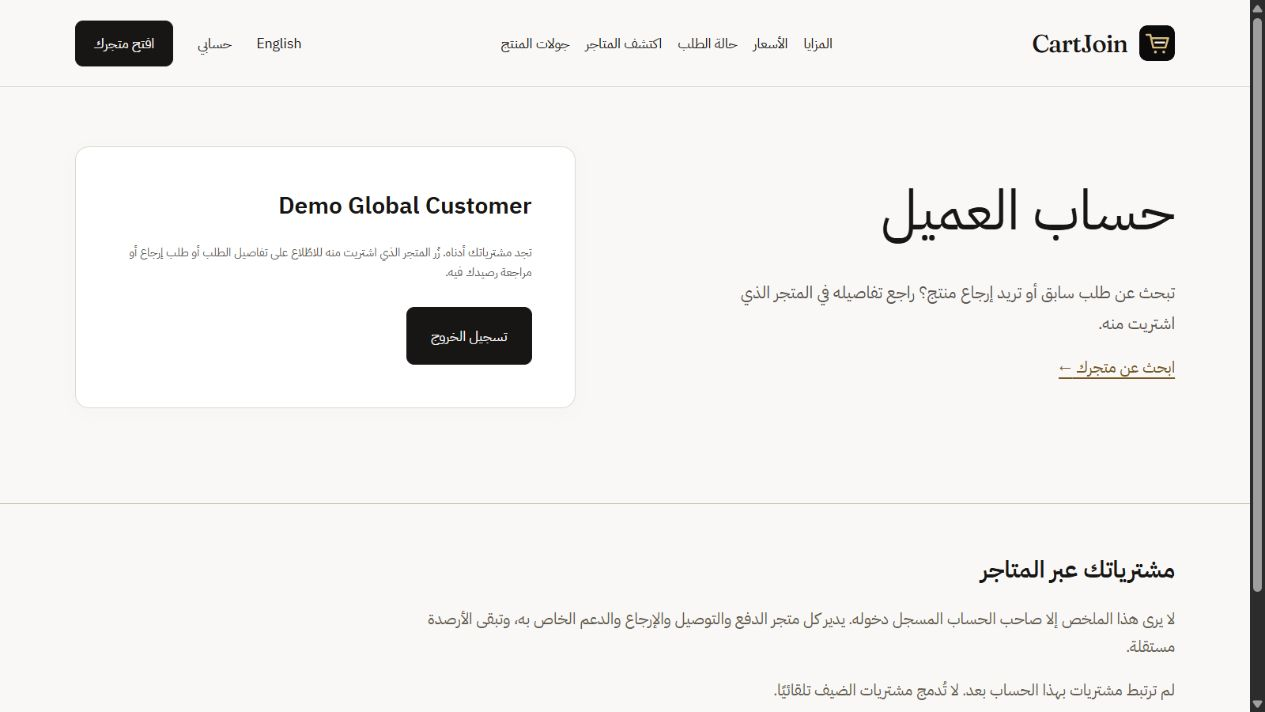 CartJoin
المزايا
الأسعار
حالة الطلب
اكتشف المتاجر
جولات المنتج
English
حسابي
افتح متجرك
حساب العميل
تبحث عن طلب سابق أو تريد إرجاع منتج؟ راجع تفاصيله في المتجر الذي
اشتريت منه.
ابحث عن متجرك ←
Demo Global Customer
تجد مشترياتك أدناه. زُر المتجر الذي اشتريت منه للاطّلاع على تفاصيل الطلب أو طلب إرجاع أو
مراجعة رصيدك فيه.
تسجيل الخروج
مشترياتك عبر المتاجر
لا يرى هذا الملخص إلا صاحب الحساب المسجل دخوله. يدير كل متجر الدفع والتوصيل والإرجاع والدعم الخاص به، وتبقى الأرصدة
مستقلة.
لم ترتبط مشتريات بهذا الحساب بعد. لا تُدمج مشتريات الضيف تلقائيًا.